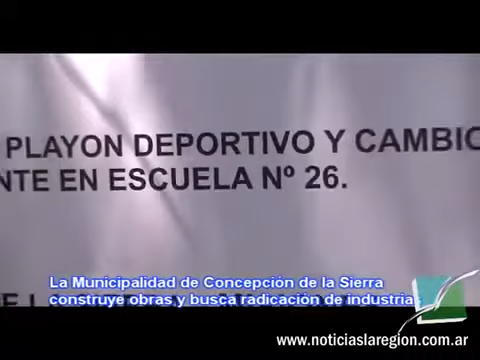 PLAYON DEPORTIVO Y CAMBIO
NTE EN ESCUELA Nº 26.
La Municipalidad de Concepción de la Sierra
construye obras y busca radicación de industria
www.noticiaslaregion.com.ar